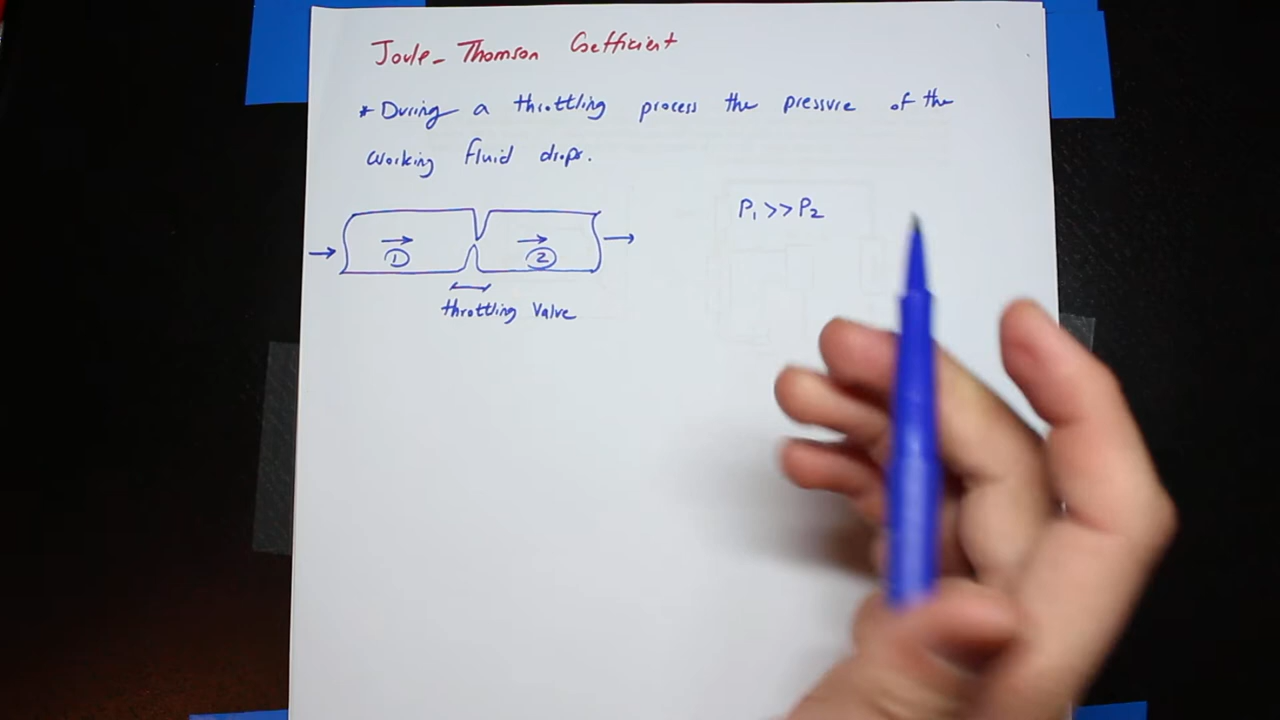 Joule-Thomson Coefficient
* During a throttling process the pressure of the
working fluid drops.
P₁ >> P₂
→ → ① → ② →
throttling Valve